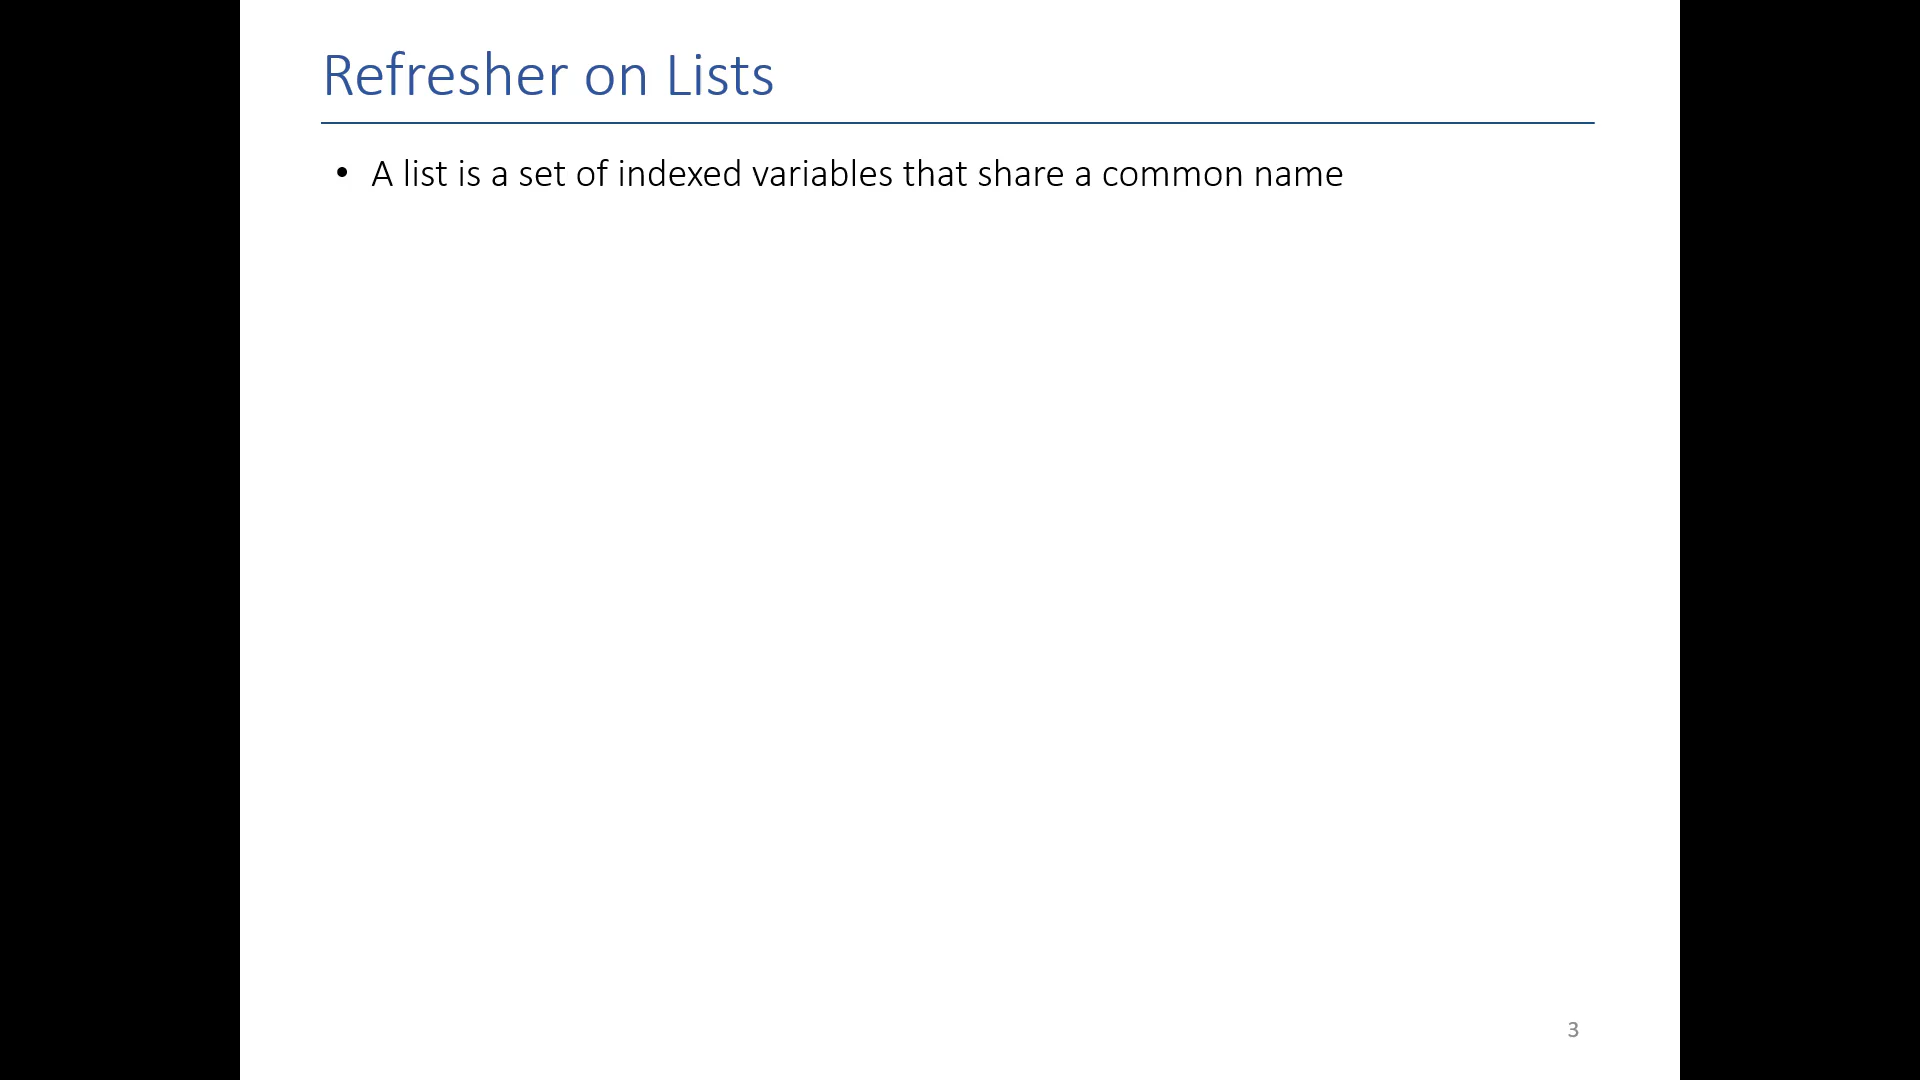 Refresher on Lists
• A list is a set of indexed variables that share a common name
3